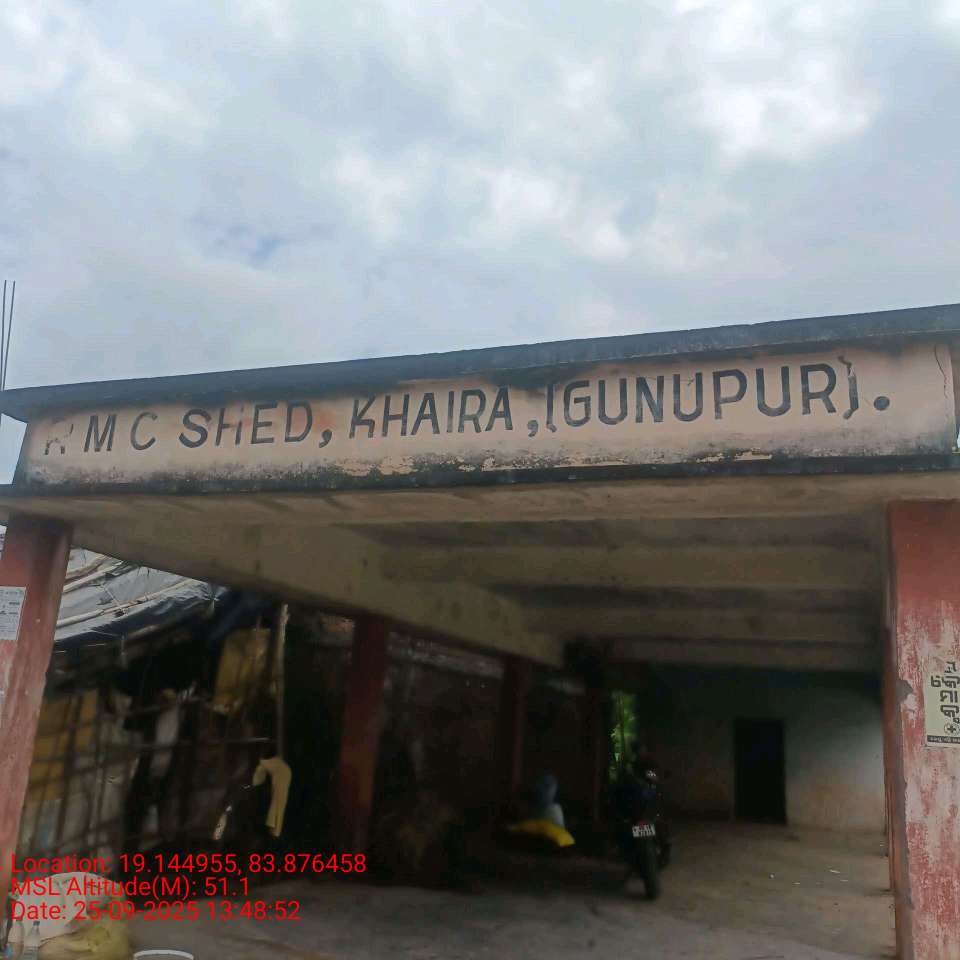 R M C SHED, KHAIRA, (GUNUPUR).
Location: 19.144955, 83.876458
MSL Altitude(M): 51.1
Date: 25-09-2025 13:48:52